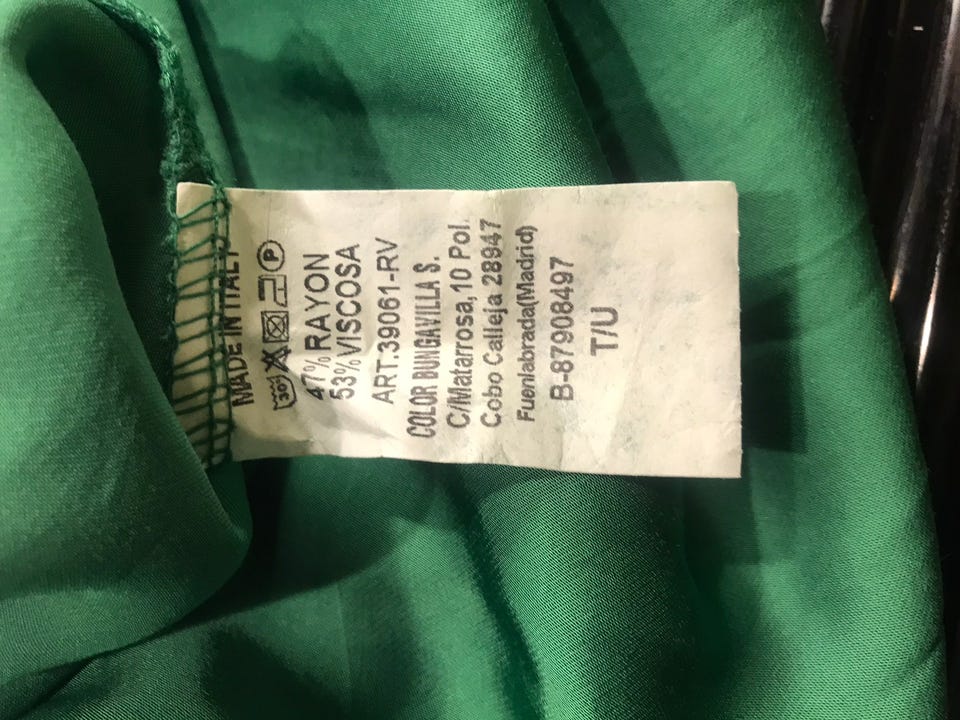 MADE IN ITALY
30° P
47% RAYON
53% VISCOSA
ART.39061-RV
COLOR BUNGAVILLA S.
C/Matarrosa,10 Pol.
Cobo Calleja 28947
Fuenlabrada(Madrid)
B-87908497
T/U